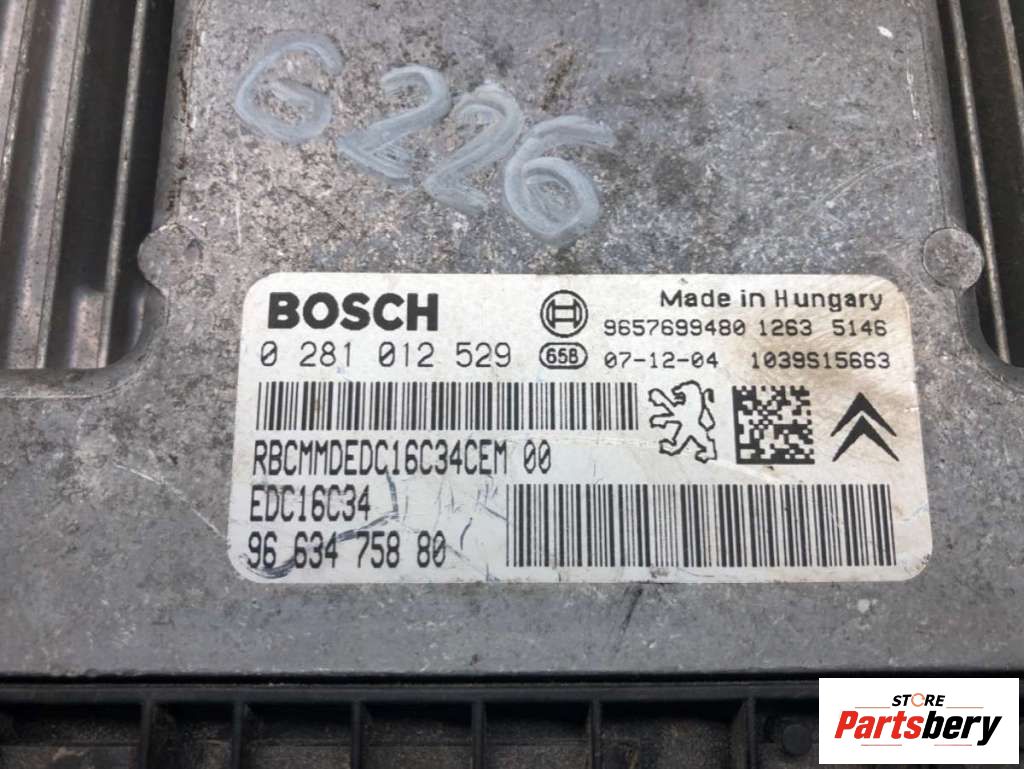 G226
BOSCH
Made in Hungary
9657699480 1263 5146
0 281 012 529
658
07-12-04 1039S15663
RBCMMDEDC16C34CEM 00
EDC16C34
96 634 758 80
STORE
Partsbery